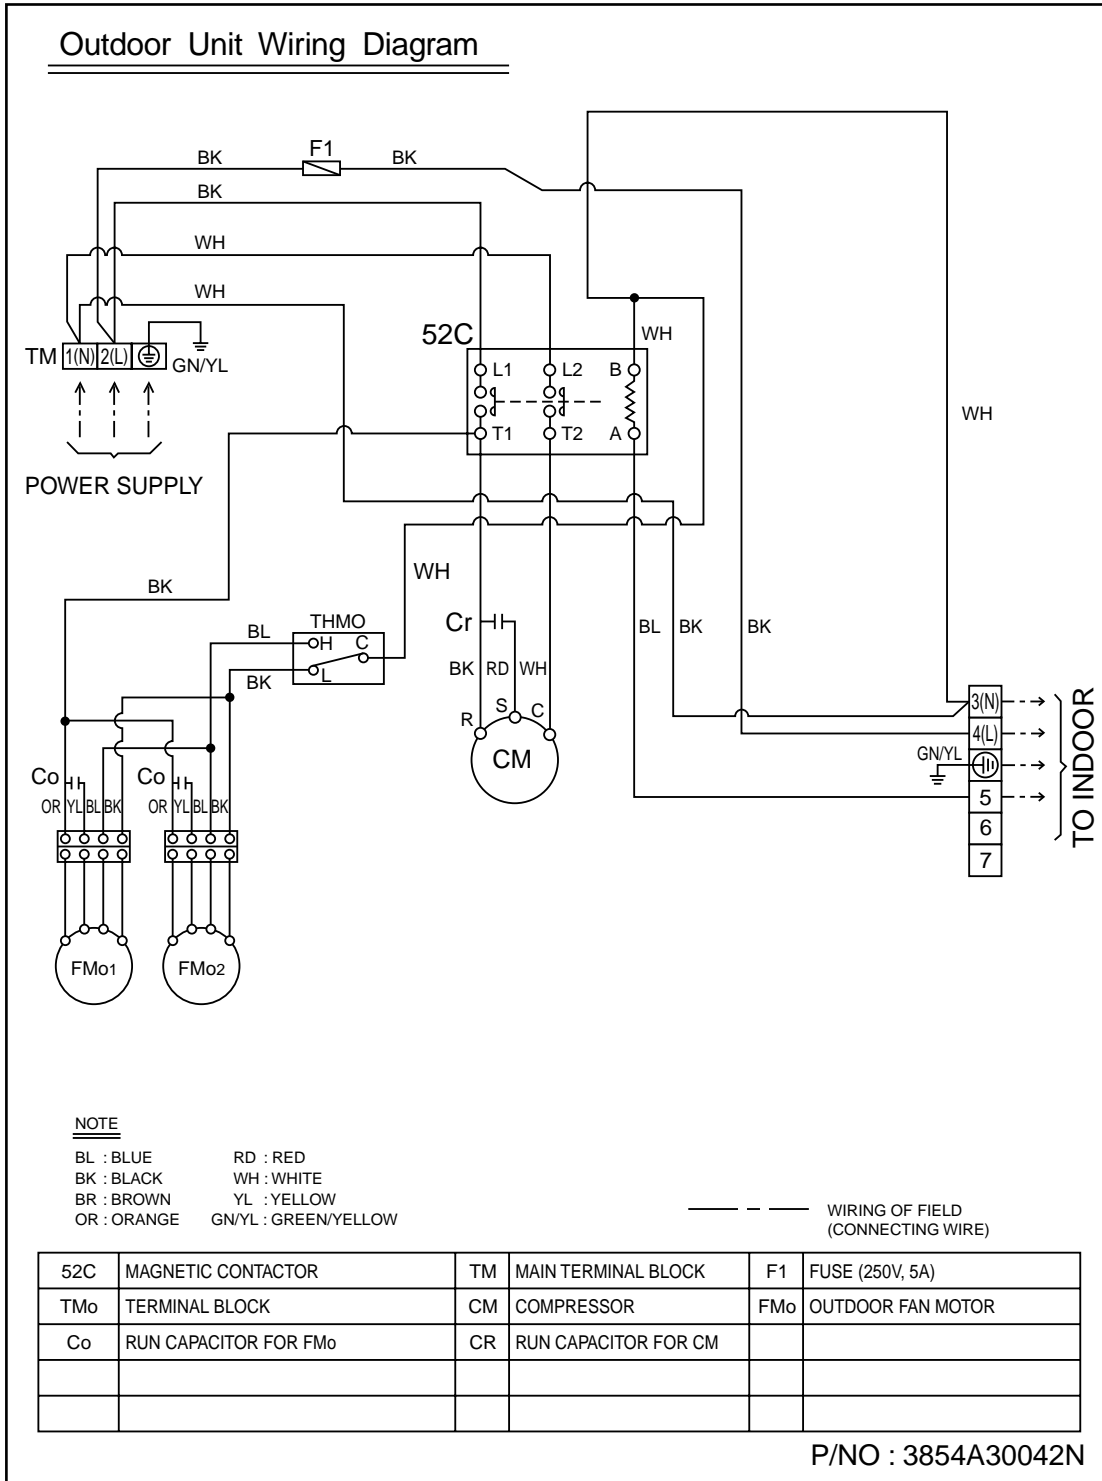 Outdoor Unit Wiring Diagram
F1
BK
BK
BK
WH
WH
TM
1(N)
2(L)
GN/YL
POWER SUPPLY
52C
WH
L1
L2
B
T1
T2
A
WH
BK
WH
THMO
BL
H
C
L
BK
Cr
BL
BK
BK
BK
RD
WH
R
S
C
CM
3(N)
4(L)
GN/YL
5
6
7
TO INDOOR
Co
OR
YL
BL
BK
Co
OR
YL
BL
BK
FMo1
FMo2
NOTE
BL : BLUE
RD : RED
BK : BLACK
WH : WHITE
BR : BROWN
YL : YELLOW
OR : ORANGE
GN/YL : GREEN/YELLOW
WIRING OF FIELD
(CONNECTING WIRE)
52C MAGNETIC CONTACTOR TM MAIN TERMINAL BLOCK F1 FUSE (250V, 5A)
TMo TERMINAL BLOCK CM COMPRESSOR FMo OUTDOOR FAN MOTOR
Co RUN CAPACITOR FOR FMo CR RUN CAPACITOR FOR CM
P/NO : 3854A30042N